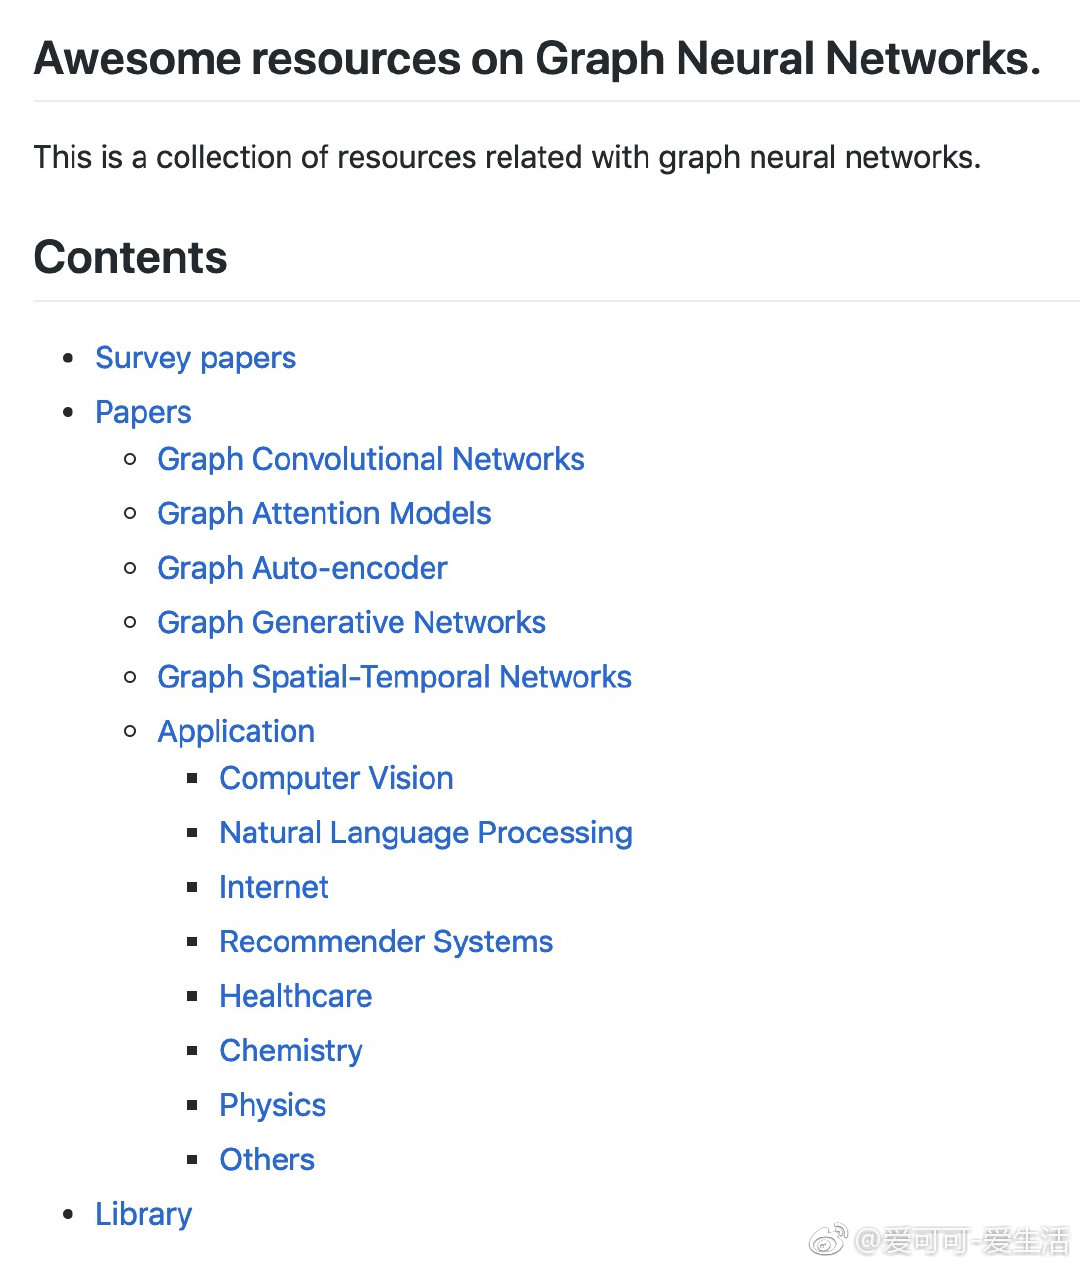 Awesome resources on Graph Neural Networks.
This is a collection of resources related with graph neural networks.
Contents
Survey papers
Papers
Graph Convolutional Networks
Graph Attention Models
Graph Auto-encoder
Graph Generative Networks
Graph Spatial-Temporal Networks
Application
Computer Vision
Natural Language Processing
Internet
Recommender Systems
Healthcare
Chemistry
Physics
Others
Library
@爱可可-爱生活